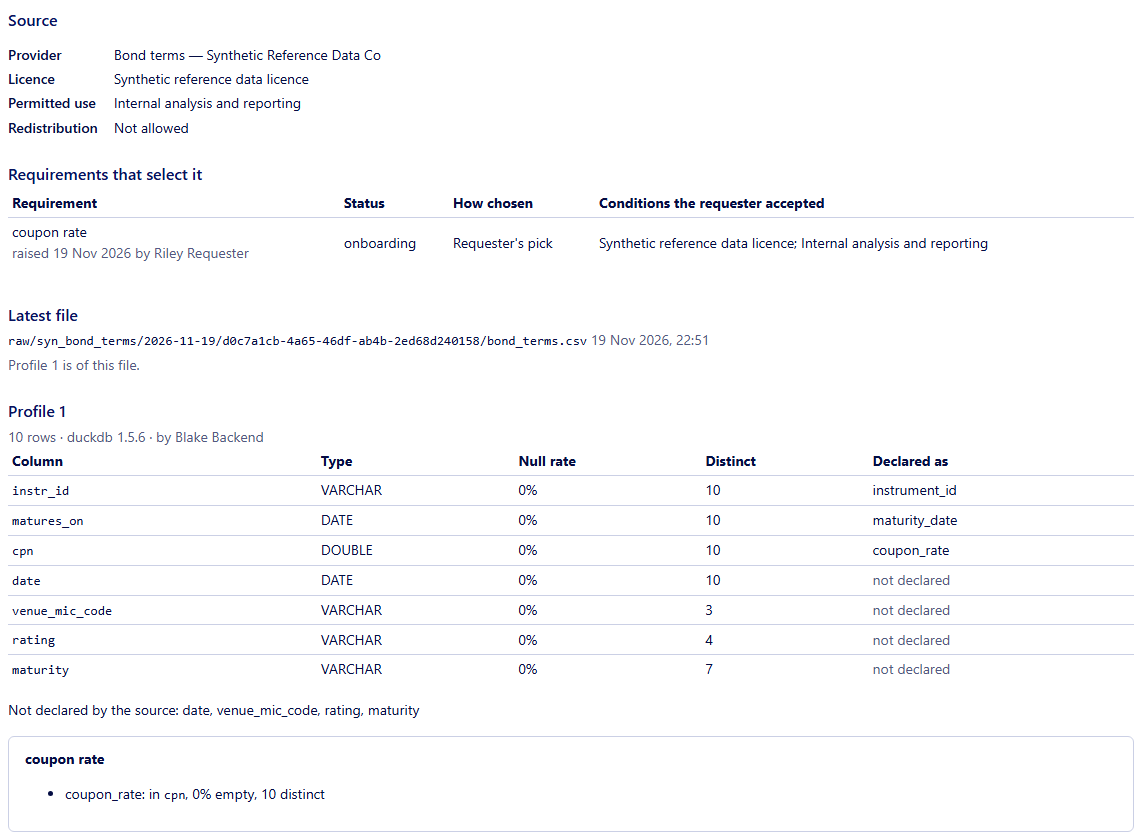 Source
Provider Bond terms — Synthetic Reference Data Co
Licence Synthetic reference data licence
Permitted use Internal analysis and reporting
Redistribution Not allowed
Requirements that select it
Requirement Status How chosen Conditions the requester accepted
coupon rate
raised 19 Nov 2026 by Riley Requester
onboarding Requester's pick Synthetic reference data licence; Internal analysis and reporting
Latest file
raw/syn_bond_terms/2026-11-19/d0c7a1cb-4a65-46df-ab4b-2ed68d240158/bond_terms.csv 19 Nov 2026, 22:51
Profile 1 is of this file.
Profile 1
10 rows · duckdb 1.5.6 · by Blake Backend
Column Type Null rate Distinct Declared as
instr_id VARCHAR 0% 10 instrument_id
matures_on DATE 0% 10 maturity_date
cpn DOUBLE 0% 10 coupon_rate
date DATE 0% 10 not declared
venue_mic_code VARCHAR 0% 3 not declared
rating VARCHAR 0% 4 not declared
maturity VARCHAR 0% 7 not declared
Not declared by the source: date, venue_mic_code, rating, maturity
coupon rate
• coupon_rate: in cpn, 0% empty, 10 distinct